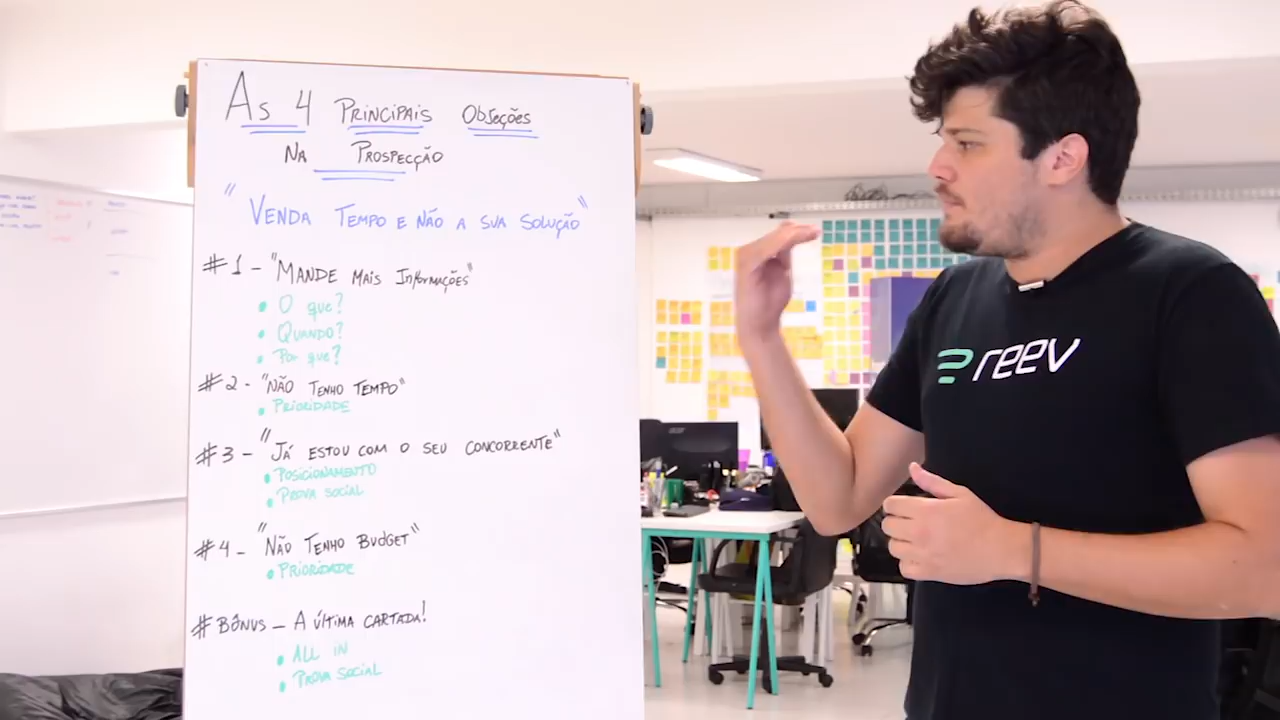 As 4 Principais Objeções
Na Prospecção
"Venda Tempo e não a sua solução"
#1 - "Mande mais Informações"
• O que?
• Quando?
• Por que?
#2 - "Não Tenho Tempo"
• Prioridade
#3 - "Já estou com o seu concorrente"
• Posicionamento
• Prova social
#4 - "Não Tenho Budget"
• Prioridade
# Bônus - A última cartada!
• All in
• Prova social
reev